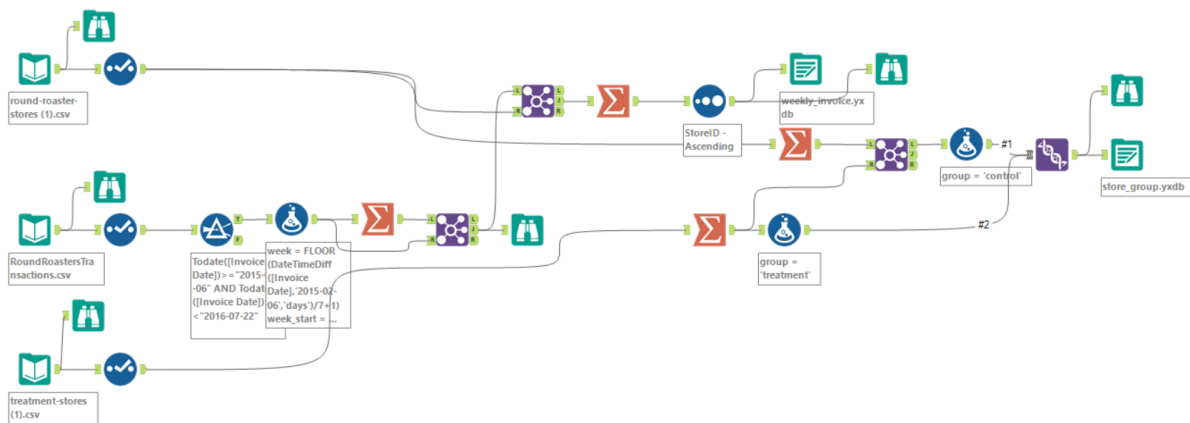 round-roaster-
stores (1).csv
weekly_invoice.yx
db
StoreID -
Ascending
#1
group = 'control'
store_group.yxdb
RoundRoastersTra
nsactions.csv
T
F
Todate([Invoice
Date])>="2015-
-06" AND Todat
([Invoice Date])
<"2016-07-22"
week = FLOOR
(DateTimeDiff
([Invoice
Date],'2015-02-
06','days')/7+1)
week_start = ...
#2
group =
'treatment'
treatment-stores
(1).csv
L
J
R
L
J
R
L
J
R
L
R
L
R
L
R